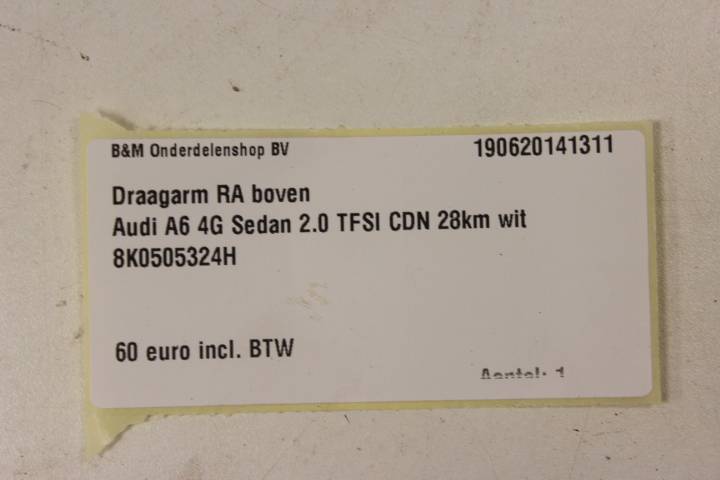 B&M Onderdelenshop BV 190620141311
Draagarm RA boven
Audi A6 4G Sedan 2.0 TFSI CDN 28km wit
8K0505324H
60 euro incl. BTW
Aantal: 1